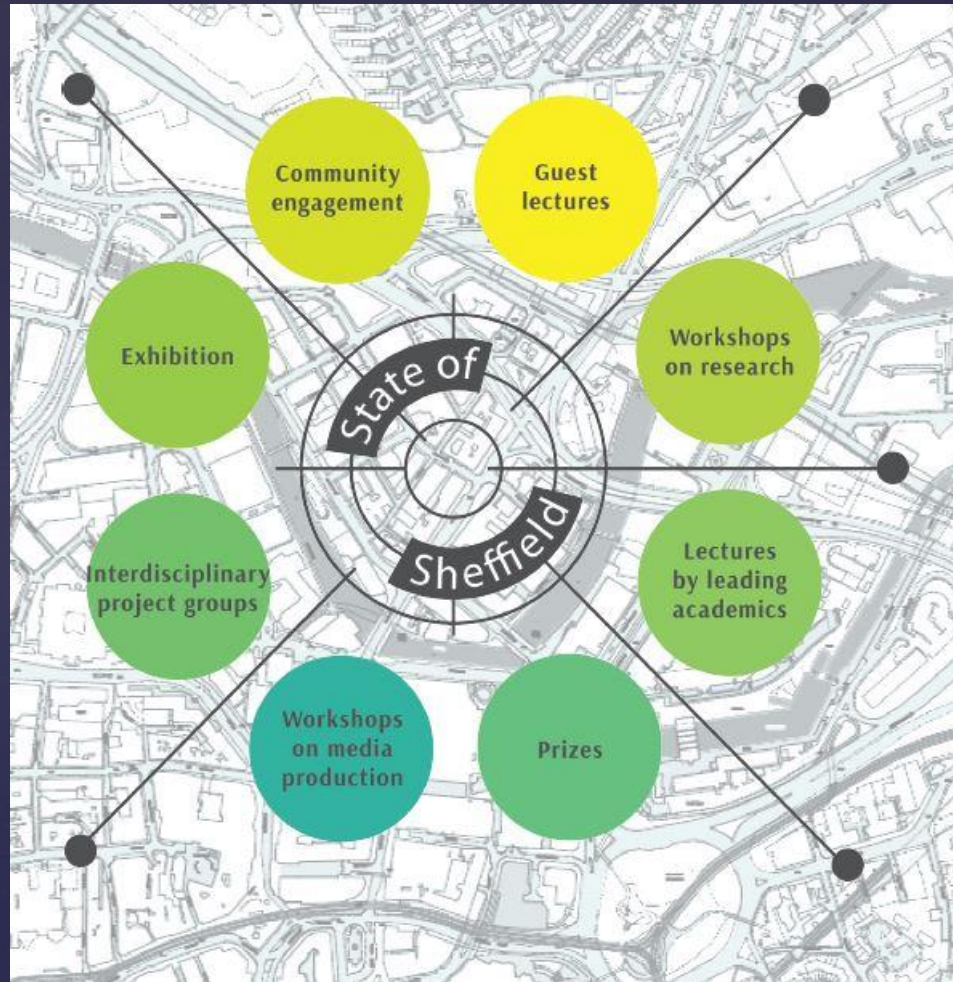 Community
engagement
Guest
lectures
Exhibition
Workshops
on research
State of
Sheffield
Interdisciplinary
project groups
Lectures
by leading
academics
Workshops
on media
production
Prizes